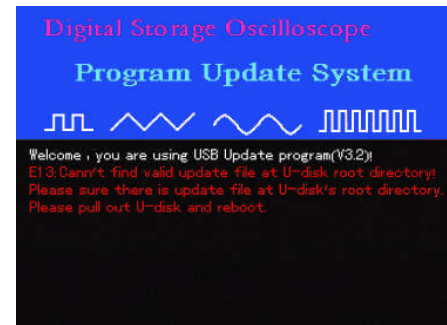 Digital Storage Oscilloscope
Program Update System
Welcome , you are using USB Update program(V3.2)!
E13:Cann't find valid update file at U-disk root directory!
Please sure there is update file at U-disk's root directory.
Please pull out U-disk and reboot.